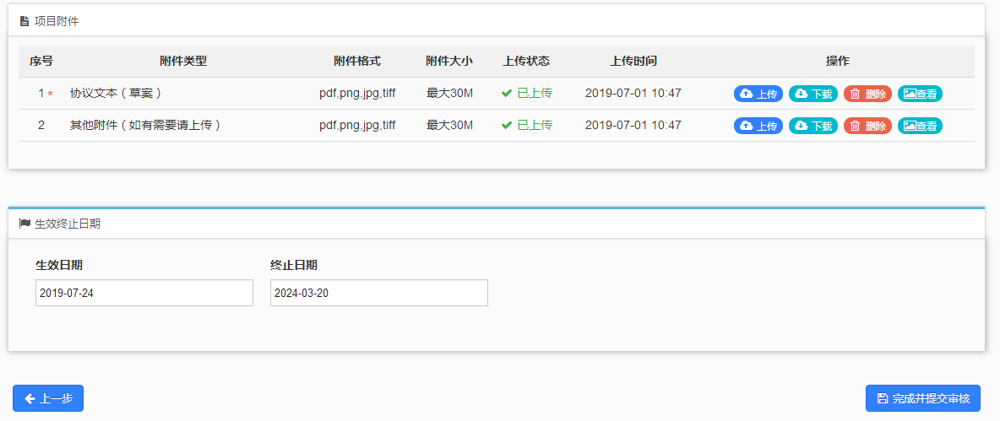 项目附件
序号 附件类型 附件格式 附件大小 上传状态 上传时间 操作
1 * 协议文本（草案） pdf,png,jpg,tiff 最大30M 已上传 2019-07-01 10:47 上传 下载 删除 查看
2 其他附件（如有需要请上传） pdf,png,jpg,tiff 最大30M 已上传 2019-07-01 10:47 上传 下载 删除 查看
生效终止日期
生效日期 终止日期
2019-07-24 2024-03-20
上一步 完成并提交审核